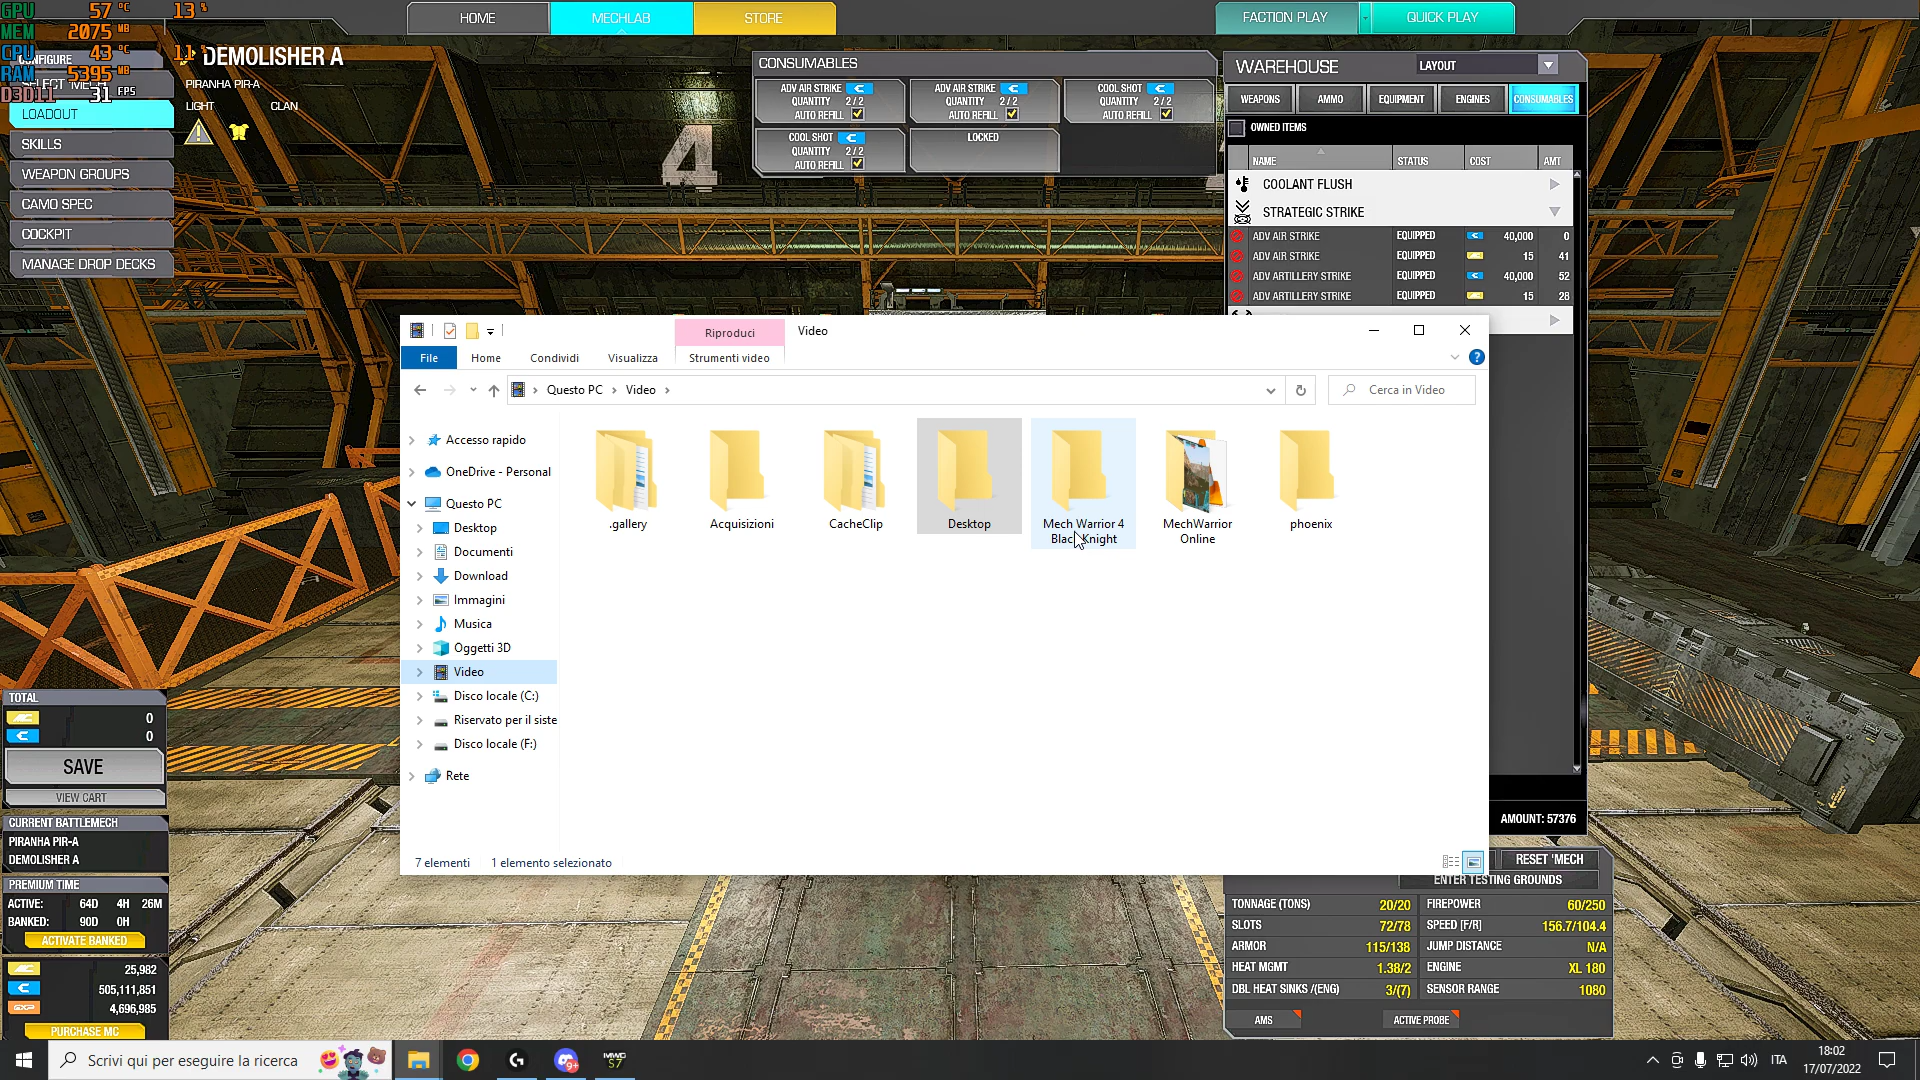 GPU 57 °C 13 %
MEM 2075 MB
CPU 43 °C 11 %
RAM 5395 MB
D3D11 31 FPS
HOME
MECHLAB
STORE
FACTION PLAY
QUICK PLAY
CONFIGURE
LOADOUT
SKILLS
WEAPON GROUPS
CAMO SPEC
COCKPIT
MANAGE DROP DECKS
DEMOLISHER A
PIRANHA PIR-A
LIGHT CLAN
4
CONSUMABLES
ADV AIR STRIKE
QUANTITY 2/2
AUTO REFILL
ADV AIR STRIKE
QUANTITY 2/2
AUTO REFILL
COOL SHOT
QUANTITY 2/2
AUTO REFILL
COOL SHOT
QUANTITY 2/2
AUTO REFILL
LOCKED
WAREHOUSE
LAYOUT
WEAPONS
AMMO
EQUIPMENT
ENGINES
CONSUMABLES
OWNED ITEMS
NAME STATUS COST AMT
COOLANT FLUSH
STRATEGIC STRIKE
ADV AIR STRIKE EQUIPPED 40,000 0
ADV AIR STRIKE EQUIPPED 15 41
ADV ARTILLERY STRIKE EQUIPPED 40,000 52
ADV ARTILLERY STRIKE EQUIPPED 15 28
Riproduci
Video
File
Home
Condividi
Visualizza
Strumenti video
Questo PC
Video
Cerca in Video
Accesso rapido
OneDrive - Personal
Questo PC
Desktop
Documenti
Download
Immagini
Musica
Oggetti 3D
Video
Disco locale (C:)
Riservato per il siste
Disco locale (F:)
Rete
.gallery
Acquisizioni
CacheClip
Desktop
Mech Warrior 4
Black Knight
MechWarrior
Online
phoenix
7 elementi
1 elemento selezionato
TOTAL
0
0
SAVE
VIEW CART
CURRENT BATTLEMECH
PIRANHA PIR-A
DEMOLISHER A
PREMIUM TIME
ACTIVE: 64D 4H 26M
BANKED: 90D 0H
ACTIVATE BANKED
25,982
505,111,851
GXP 4,696,985
PURCHASE MC
AMOUNT: 57376
RESET 'MECH
ENTER TESTING GROUNDS
TONNAGE (TONS) 20/20
FIREPOWER 60/250
SLOTS 72/78
SPEED [F/R] 156.7/104.4
ARMOR 115/138
JUMP DISTANCE N/A
HEAT MGMT 1.38/2
ENGINE XL 180
DBL HEAT SINKS /(ENG) 3/(7)
SENSOR RANGE 1080
AMS
ACTIVE PROBE
Scrivi qui per eseguire la ricerca
ITA
18:02
17/07/2022